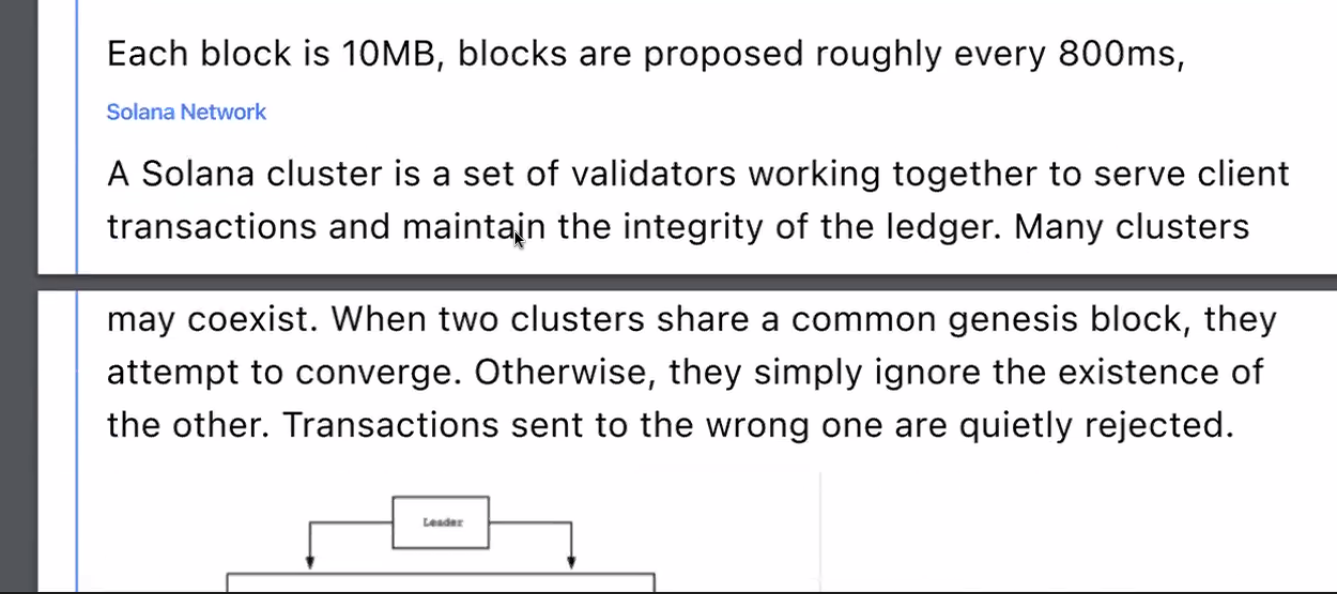 Each block is 10MB, blocks are proposed roughly every 800ms,
Solana Network
A Solana cluster is a set of validators working together to serve client
transactions and maintain the integrity of the ledger. Many clusters
may coexist. When two clusters share a common genesis block, they
attempt to converge. Otherwise, they simply ignore the existence of
the other. Transactions sent to the wrong one are quietly rejected.
Leader